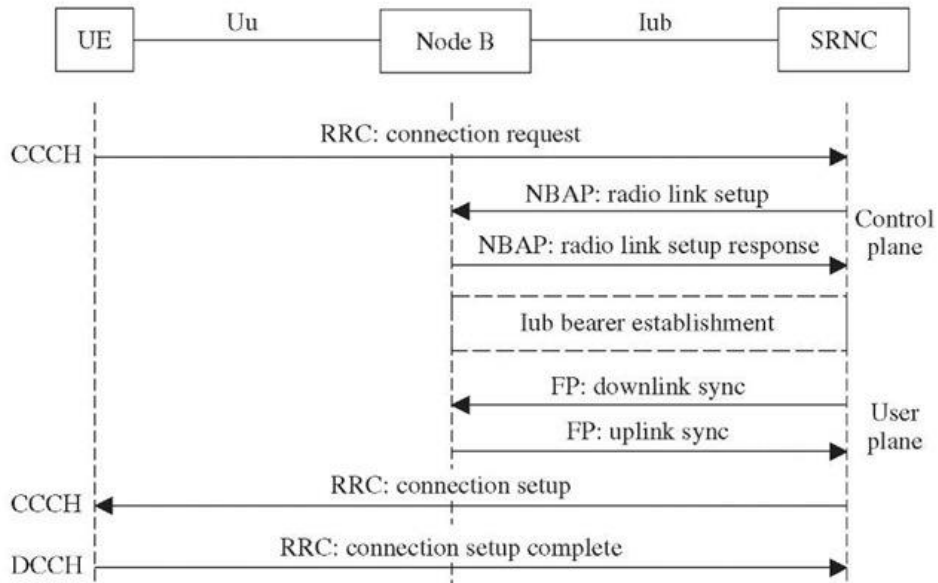 UE
Uu
Node B
Iub
SRNC
RRC: connection request
CCCH
NBAP: radio link setup
Control
plane
NBAP: radio link setup response
Iub bearer establishment
FP: downlink sync
User
plane
FP: uplink sync
RRC: connection setup
CCCH
RRC: connection setup complete
DCCH